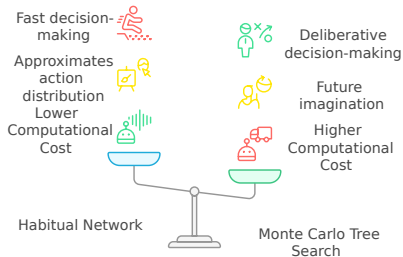 Fast decision-
making
Approximates
action
distribution
Lower
Computational
Cost
Deliberative
decision-making
Future
imagination
Higher
Computational
Cost
Habitual Network
Monte Carlo Tree
Search